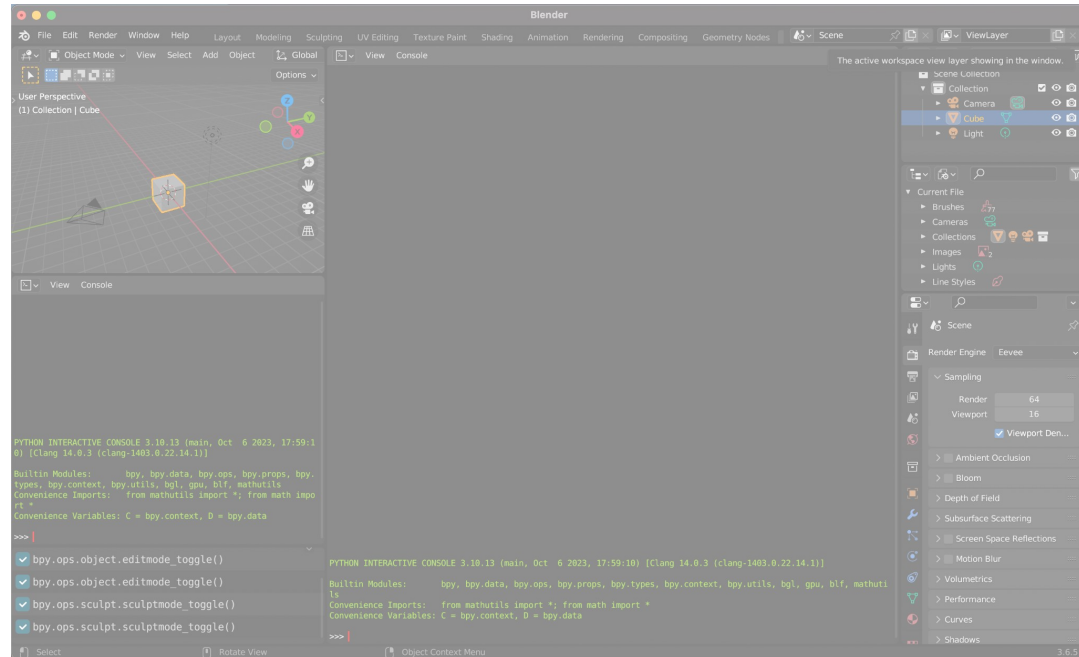 Blender
File Edit Render Window Help Layout Modeling Sculpting UV Editing Texture Paint Shading Animation Rendering Compositing Geometry Nodes Scene ViewLayer
Object Mode View Select Add Object Global
View Console
The active workspace view layer showing in the window.
Options
Scene Collection
User Perspective
(1) Collection | Cube
Z
Y
X
Collection
Camera
Cube
Light
Current File
Brushes 77
Cameras
Collections
Images 2
Lights
Line Styles
View Console
Scene
Render Engine Eevee
Sampling
Render 64
Viewport 16
Viewport Den...
Ambient Occlusion
Bloom
Depth of Field
Subsurface Scattering
Screen Space Reflections
Motion Blur
Volumetrics
Performance
Curves
Shadows
PYTHON INTERACTIVE CONSOLE 3.10.13 (main, Oct  6 2023, 17:59:1
0) [Clang 14.0.3 (clang-1403.0.22.14.1)]
Builtin Modules:       bpy, bpy.data, bpy.ops, bpy.props, bpy.
types, bpy.context, bpy.utils, bgl, gpu, blf, mathutils
Convenience Imports:   from mathutils import *; from math impo
rt *
Convenience Variables: C = bpy.context, D = bpy.data
>>>
bpy.ops.object.editmode_toggle()
bpy.ops.object.editmode_toggle()
bpy.ops.sculpt.sculptmode_toggle()
bpy.ops.sculpt.sculptmode_toggle()
PYTHON INTERACTIVE CONSOLE 3.10.13 (main, Oct  6 2023, 17:59:10) [Clang 14.0.3 (clang-1403.0.22.14.1)]
Builtin Modules:       bpy, bpy.data, bpy.ops, bpy.props, bpy.types, bpy.context, bpy.utils, bgl, gpu, blf, mathuti
ls
Convenience Imports:   from mathutils import *; from math import *
Convenience Variables: C = bpy.context, D = bpy.data
>>>
Select Rotate View Object Context Menu 3.6.5